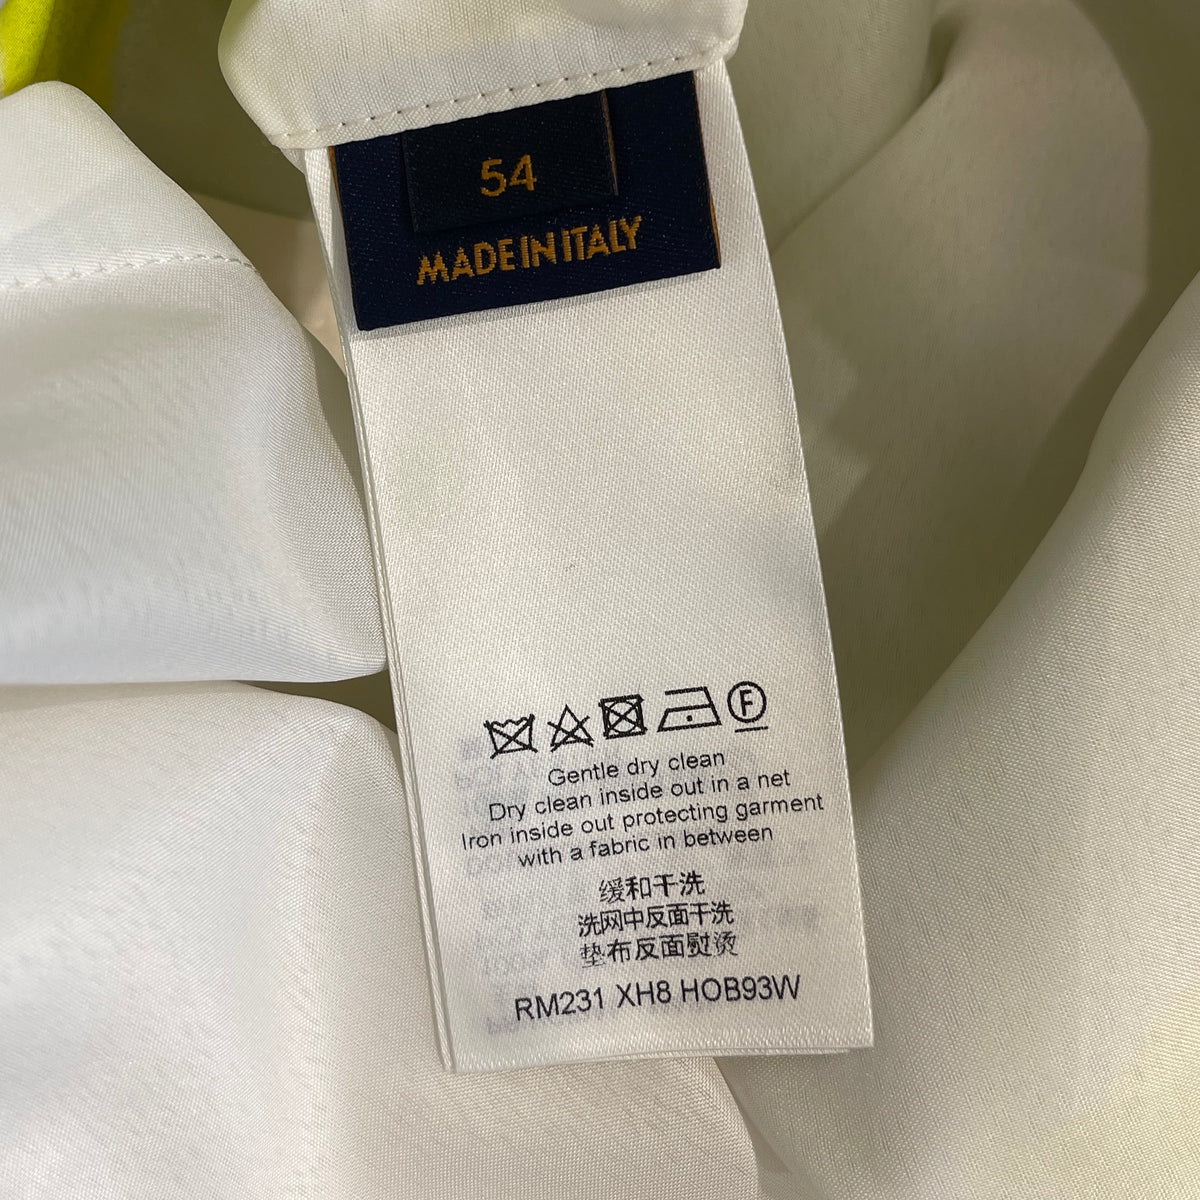 54
MADE IN ITALY
F
Gentle dry clean
Dry clean inside out in a net
Iron inside out protecting garment
with a fabric in between
缓和干洗
洗网中反面干洗
垫布反面熨烫
RM231 XH8 HOB93W